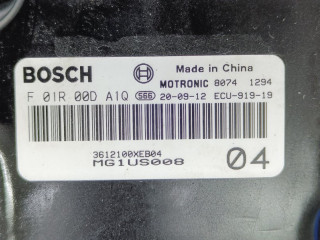 BOSCH Made in China
MOTRONIC 8074 1294
F 01R 00D A1Q S66 20-09-12 ECU-919-19
3612100XEB04
MG1US008 04